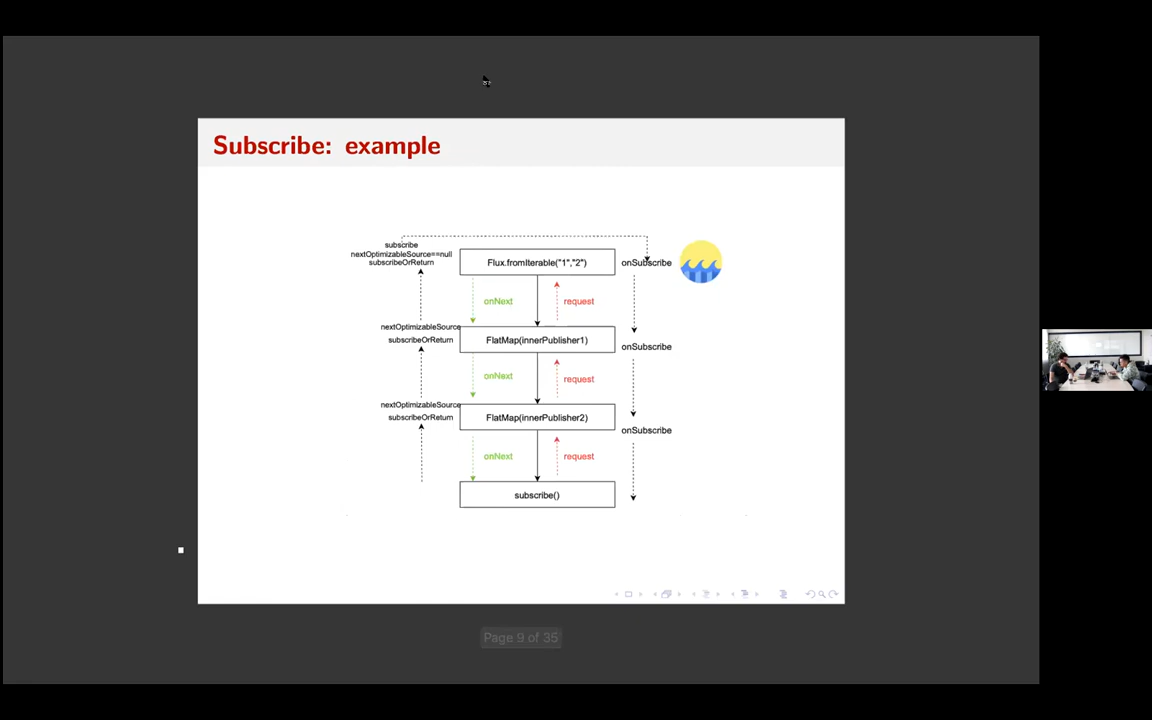 Subscribe: example
subscribe
nextOptimizableSource==null
subscribeOrReturn
Flux.fromIterable("1","2")
onSubscribe
onNext
request
nextOptimizableSource
subscribeOrReturn
FlatMap(innerPublisher1)
onSubscribe
onNext
request
nextOptimizableSource
subscribeOrReturn
FlatMap(innerPublisher2)
onSubscribe
onNext
request
subscribe()
Page 9 of 35